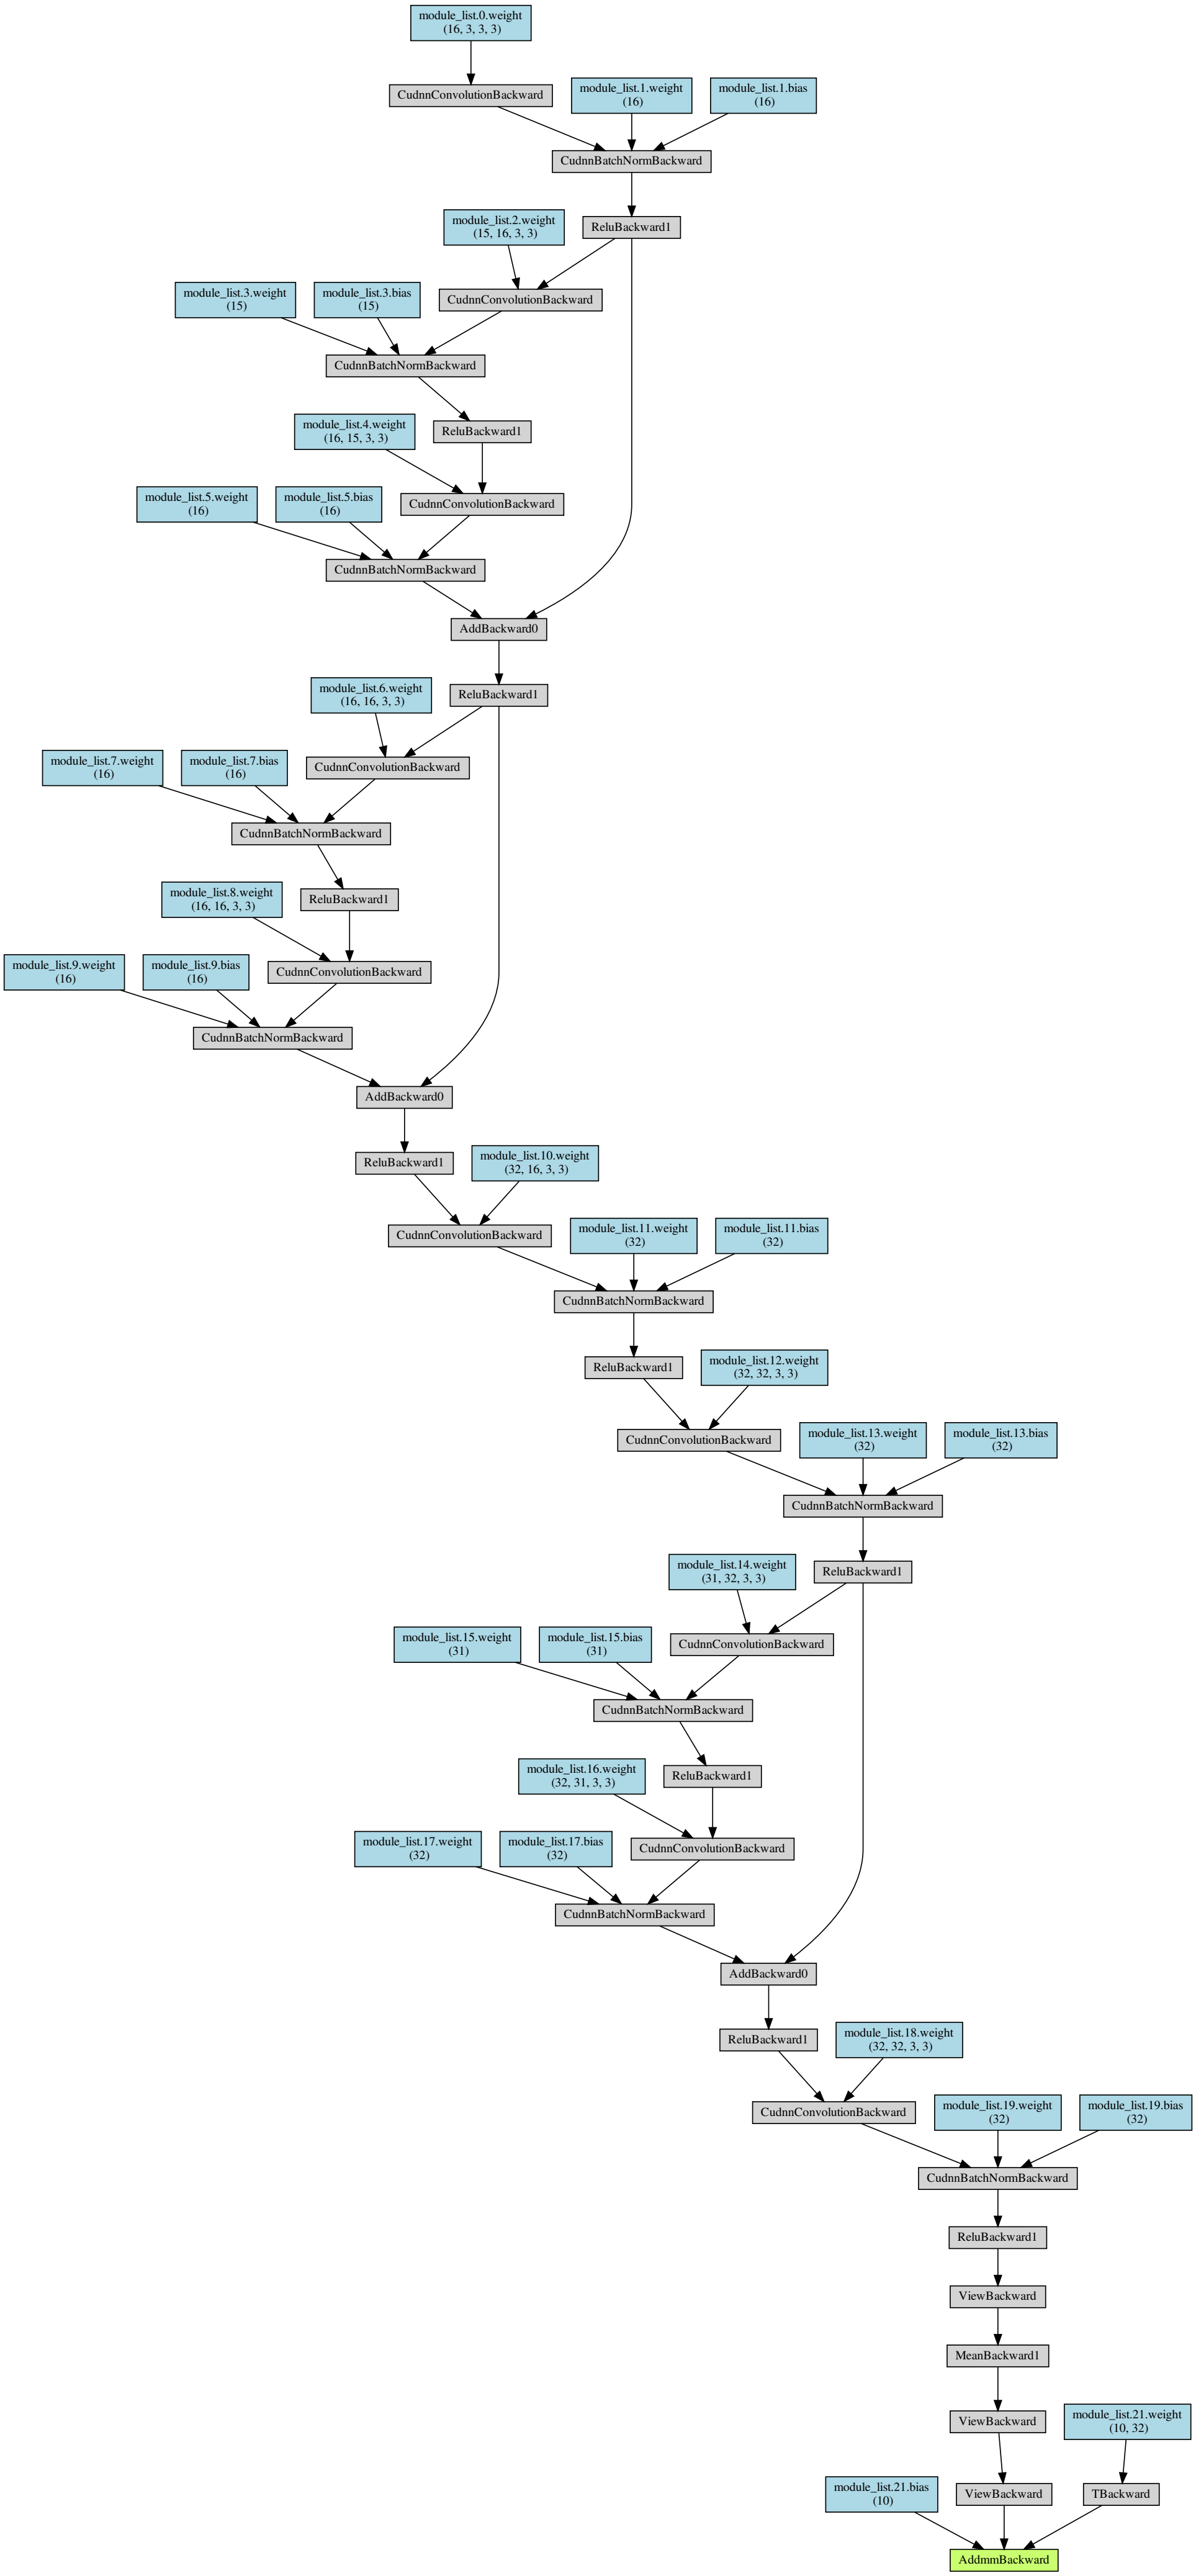 module_list.0.weight
(16, 3, 3, 3)
CudnnConvolutionBackward
module_list.1.weight
(16)
module_list.1.bias
(16)
CudnnBatchNormBackward
module_list.2.weight
(15, 16, 3, 3)
ReluBackward1
CudnnConvolutionBackward
module_list.3.weight
(15)
module_list.3.bias
(15)
CudnnBatchNormBackward
module_list.4.weight
(16, 15, 3, 3)
ReluBackward1
CudnnConvolutionBackward
module_list.5.weight
(16)
module_list.5.bias
(16)
CudnnBatchNormBackward
AddBackward0
module_list.6.weight
(16, 16, 3, 3)
ReluBackward1
CudnnConvolutionBackward
module_list.7.weight
(16)
module_list.7.bias
(16)
CudnnBatchNormBackward
module_list.8.weight
(16, 16, 3, 3)
ReluBackward1
CudnnConvolutionBackward
module_list.9.weight
(16)
module_list.9.bias
(16)
CudnnBatchNormBackward
AddBackward0
ReluBackward1
module_list.10.weight
(32, 16, 3, 3)
CudnnConvolutionBackward
module_list.11.weight
(32)
module_list.11.bias
(32)
CudnnBatchNormBackward
ReluBackward1
module_list.12.weight
(32, 32, 3, 3)
CudnnConvolutionBackward
module_list.13.weight
(32)
module_list.13.bias
(32)
CudnnBatchNormBackward
module_list.14.weight
(31, 32, 3, 3)
ReluBackward1
CudnnConvolutionBackward
module_list.15.weight
(31)
module_list.15.bias
(31)
CudnnBatchNormBackward
module_list.16.weight
(32, 31, 3, 3)
ReluBackward1
CudnnConvolutionBackward
module_list.17.weight
(32)
module_list.17.bias
(32)
CudnnBatchNormBackward
AddBackward0
ReluBackward1
module_list.18.weight
(32, 32, 3, 3)
CudnnConvolutionBackward
module_list.19.weight
(32)
module_list.19.bias
(32)
CudnnBatchNormBackward
ReluBackward1
ViewBackward
MeanBackward1
ViewBackward
module_list.21.weight
(10, 32)
module_list.21.bias
(10)
ViewBackward
TBackward
AddmmBackward